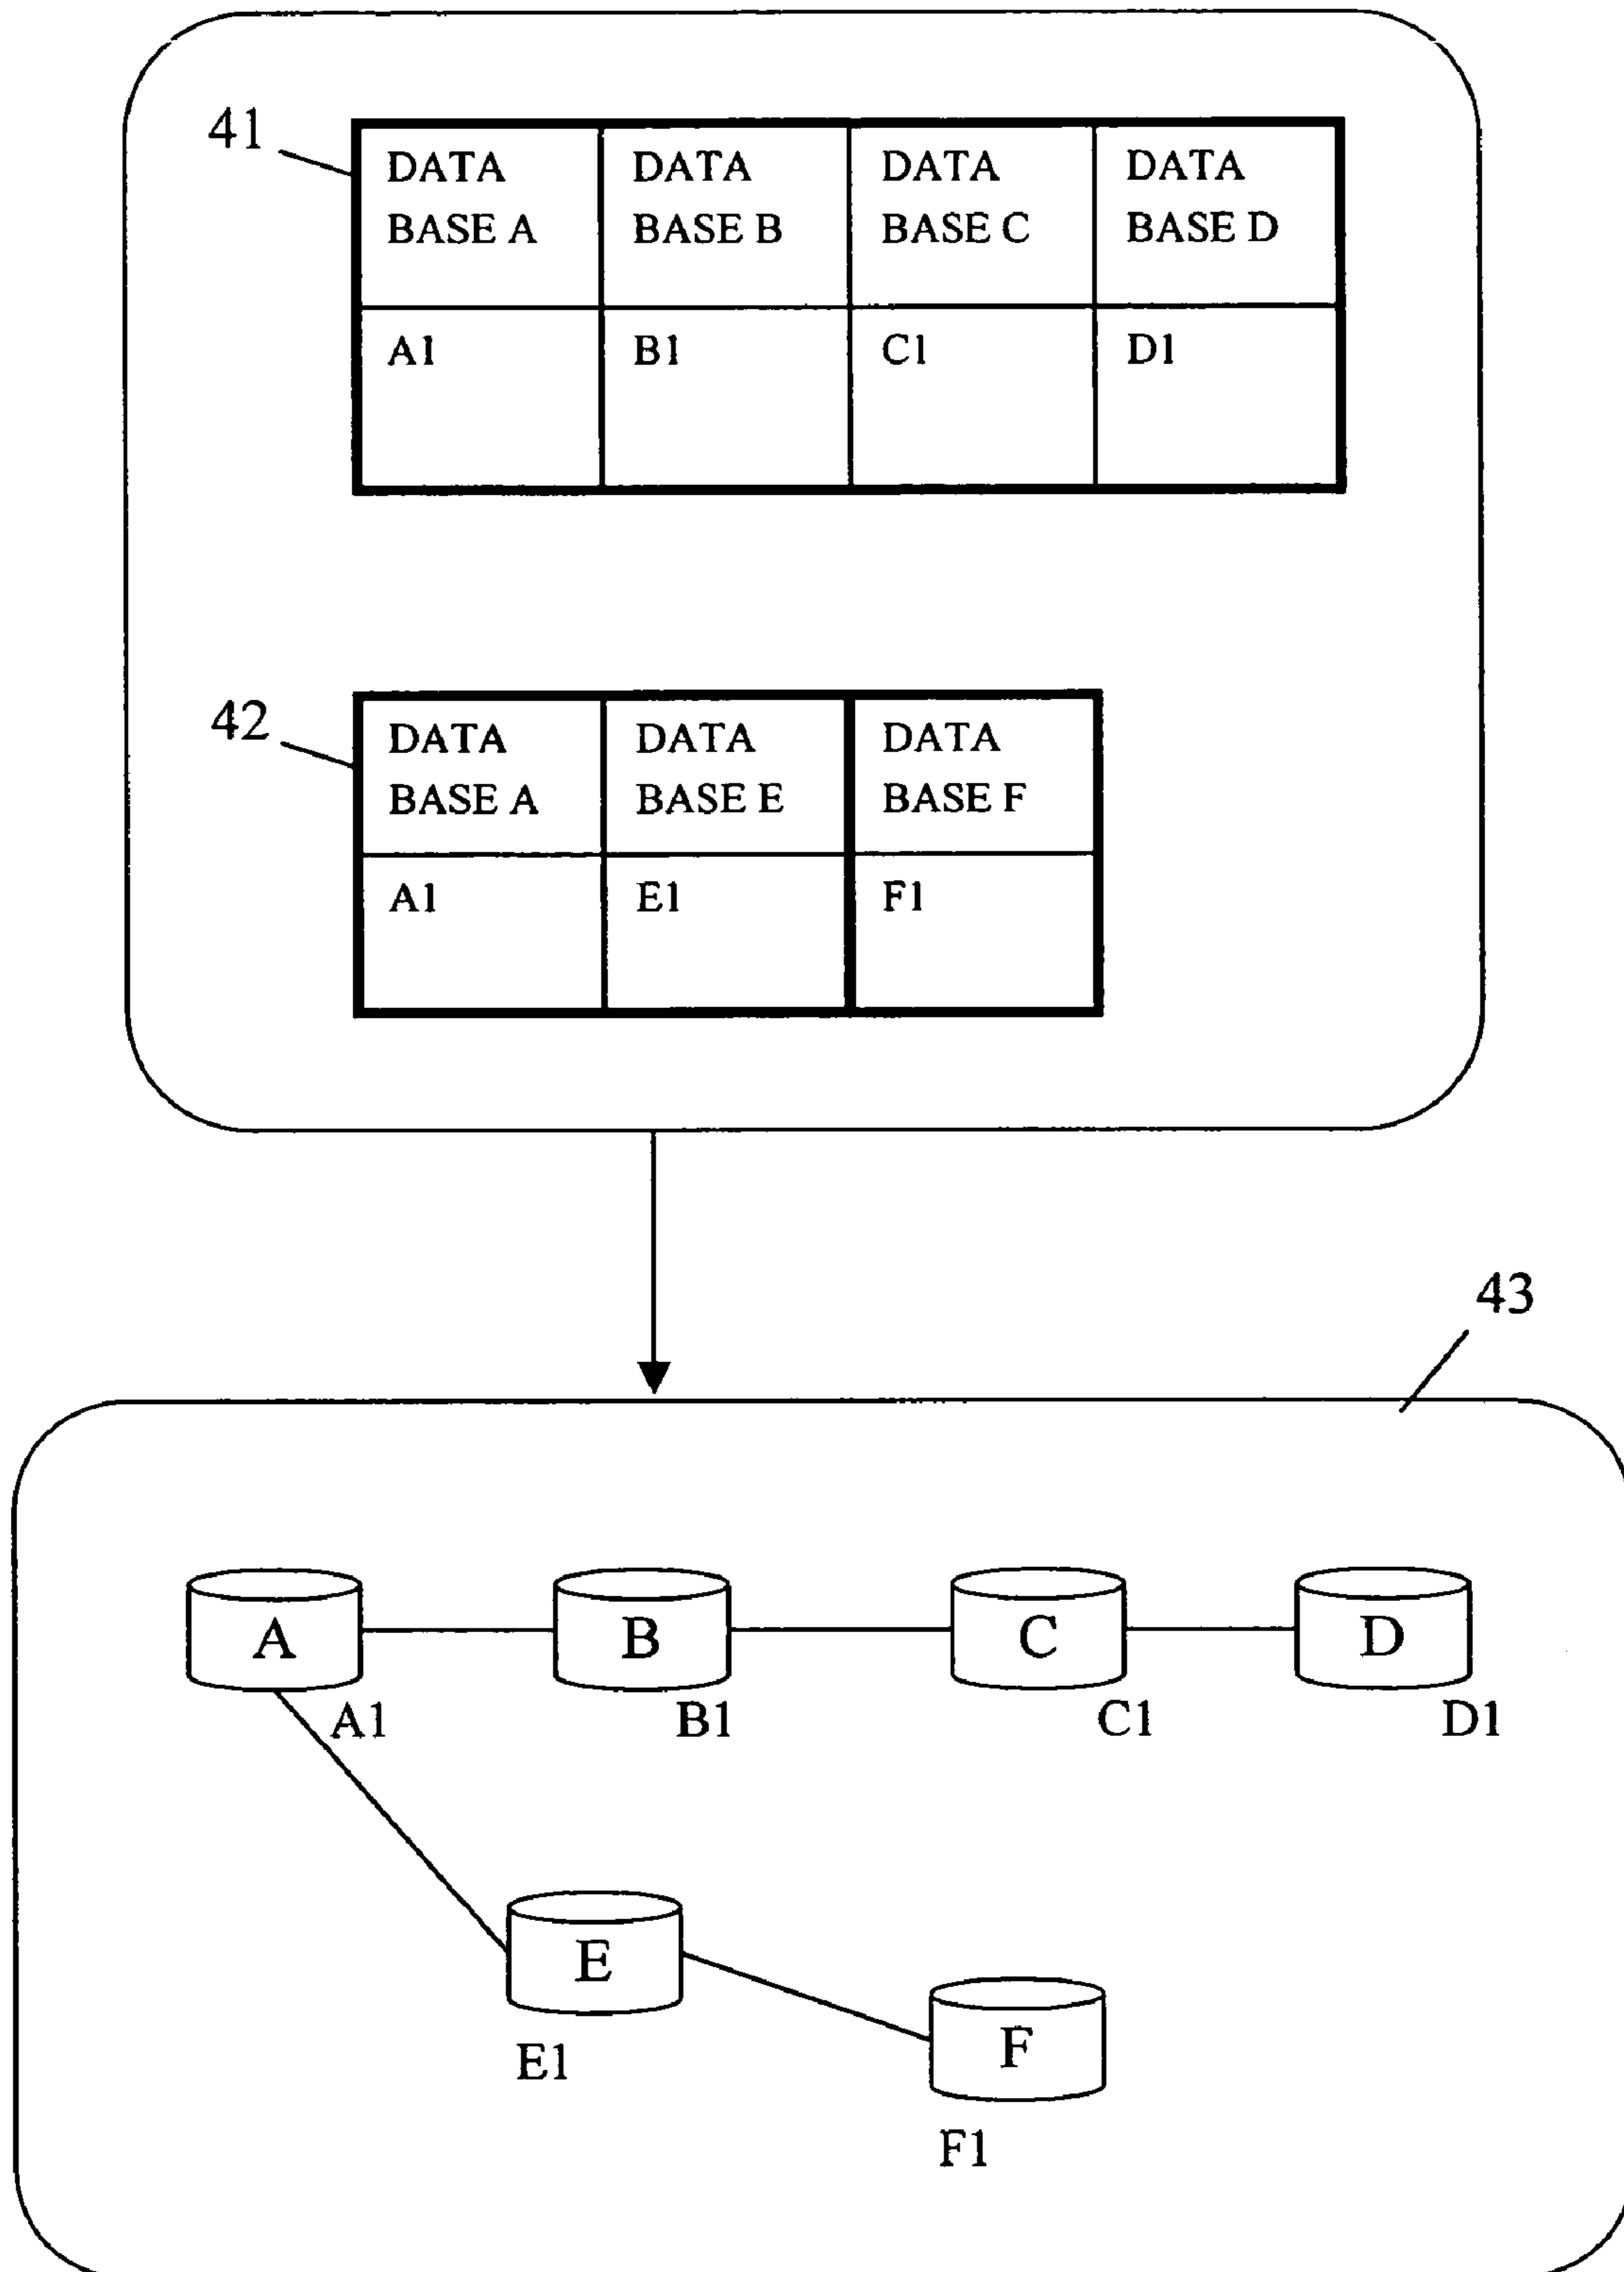 41
DATA BASE A
DATA BASE B
DATA BASE C
DATA BASE D
A1
B1
C1
D1
42
DATA BASE A
DATA BASE E
DATA BASE F
A1
E1
F1
43
A
B
C
D
A1
B1
C1
D1
E
E1
F
F1